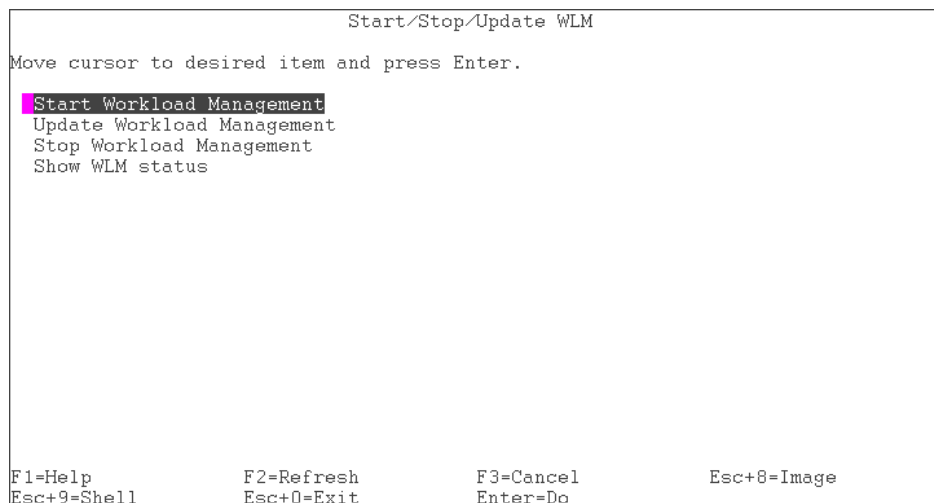 Start/Stop/Update WLM
Move cursor to desired item and press Enter.
Start Workload Management
Update Workload Management
Stop Workload Management
Show WLM status
F1=Help F2=Refresh F3=Cancel Esc+8=Image
Esc+9=Shell Esc+0=Exit Enter=Do